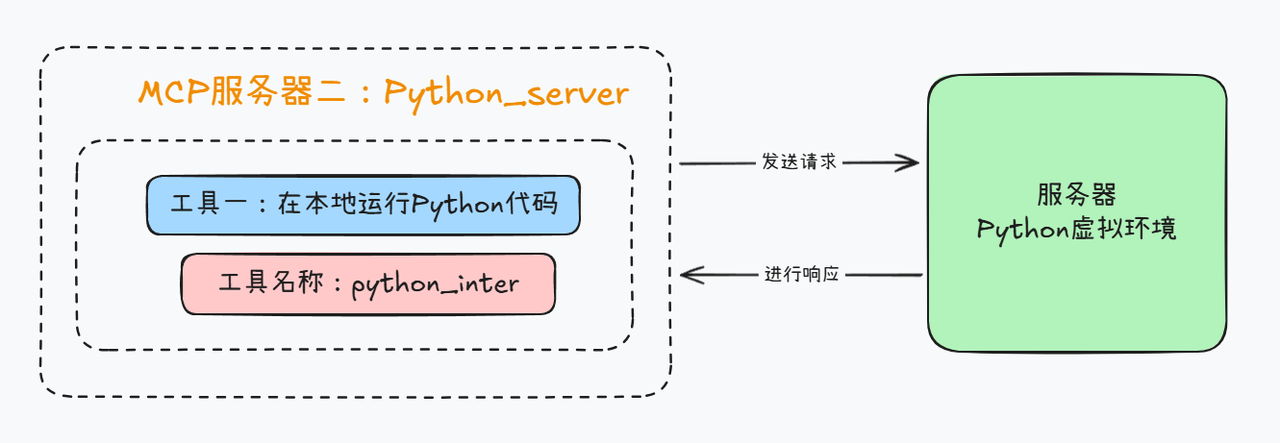 MCP服务器二：Python_server
工具一：在本地运行Python代码
工具名称：python_inter
发送请求
进行响应
服务器
Python虚拟环境